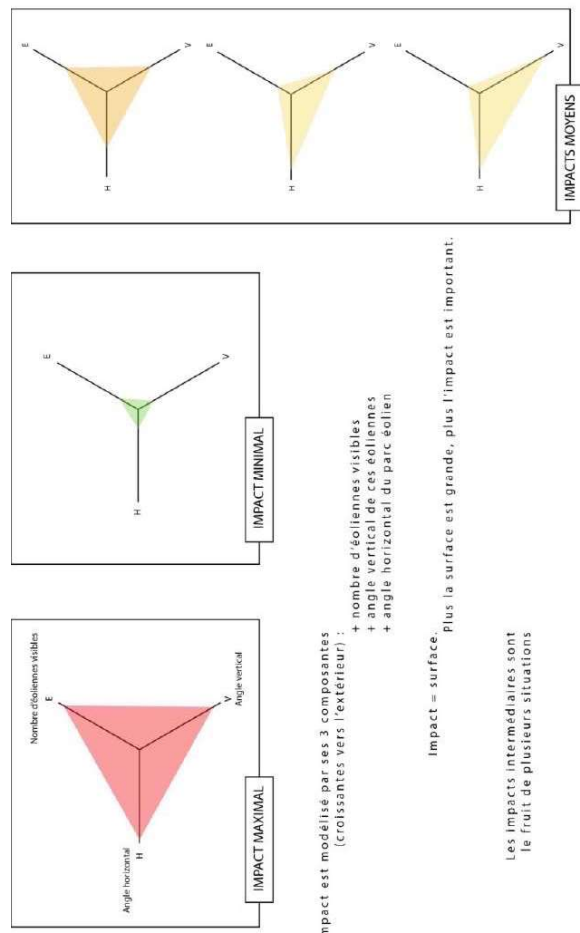 Nombre d'éoliennes visibles
E
Angle horizontal
H
V
Angle vertical
IMPACT MAXIMAL
E
H
V
IMPACT MINIMAL
E
H
V
E
H
V
E
H
V
IMPACTS MOYENS
mpact est modélisé par ses 3 composantes
(croissantes vers l'extérieur) :
+ nombre d'éoliennes visibles
+ angle vertical de ces éoliennes
+ angle horizontal du parc éolien
Impact = surface.
Plus la surface est grande, plus l'impact est important.
Les impacts intermédiaires sont
le fruit de plusieurs situations